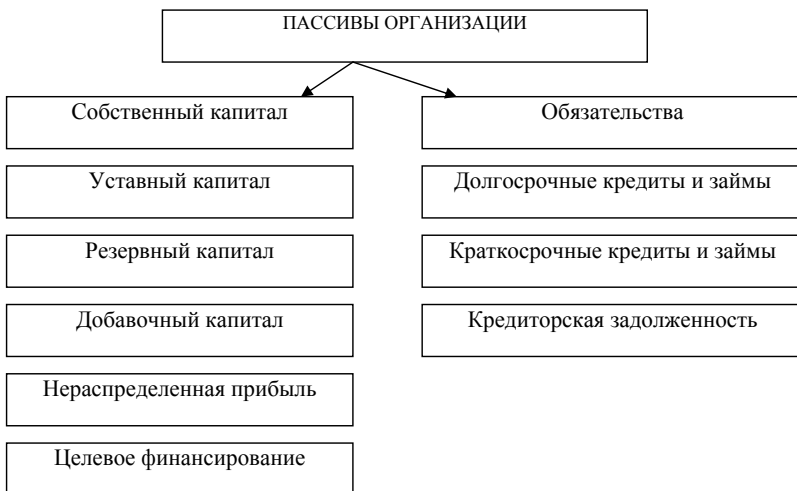 ПАССИВЫ ОРГАНИЗАЦИИ
Собственный капитал
Уставный капитал
Резервный капитал
Добавочный капитал
Нераспределенная прибыль
Целевое финансирование
Обязательства
Долгосрочные кредиты и займы
Краткосрочные кредиты и займы
Кредиторская задолженность